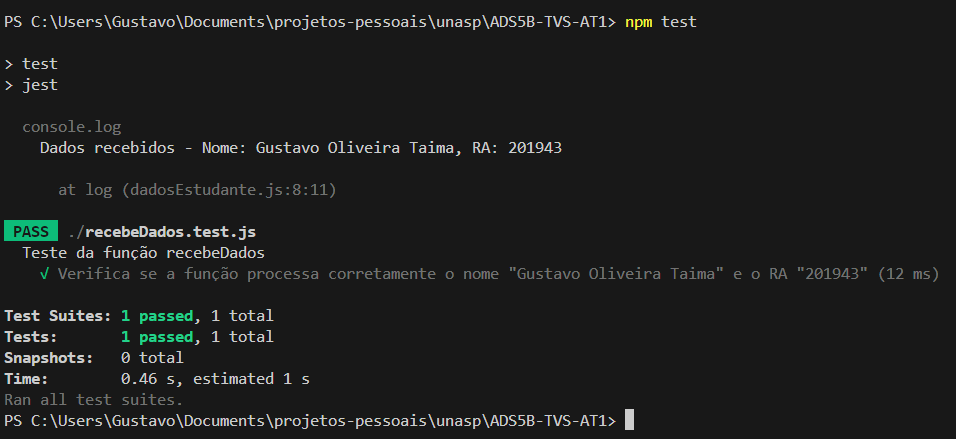 PS C:\Users\Gustavo\Documents\projetos-pessoais\unasp\ADS5B-TVS-AT1> npm test
> test
> jest
console.log
Dados recebidos - Nome: Gustavo Oliveira Taima, RA: 201943
at log (dadosEstudante.js:8:11)
PASS ./recebeDados.test.js
Teste da função recebeDados
√ Verifica se a função processa corretamente o nome "Gustavo Oliveira Taima" e o RA "201943" (12 ms)
Test Suites: 1 passed, 1 total
Tests: 1 passed, 1 total
Snapshots: 0 total
Time: 0.46 s, estimated 1 s
Ran all test suites.
PS C:\Users\Gustavo\Documents\projetos-pessoais\unasp\ADS5B-TVS-AT1>